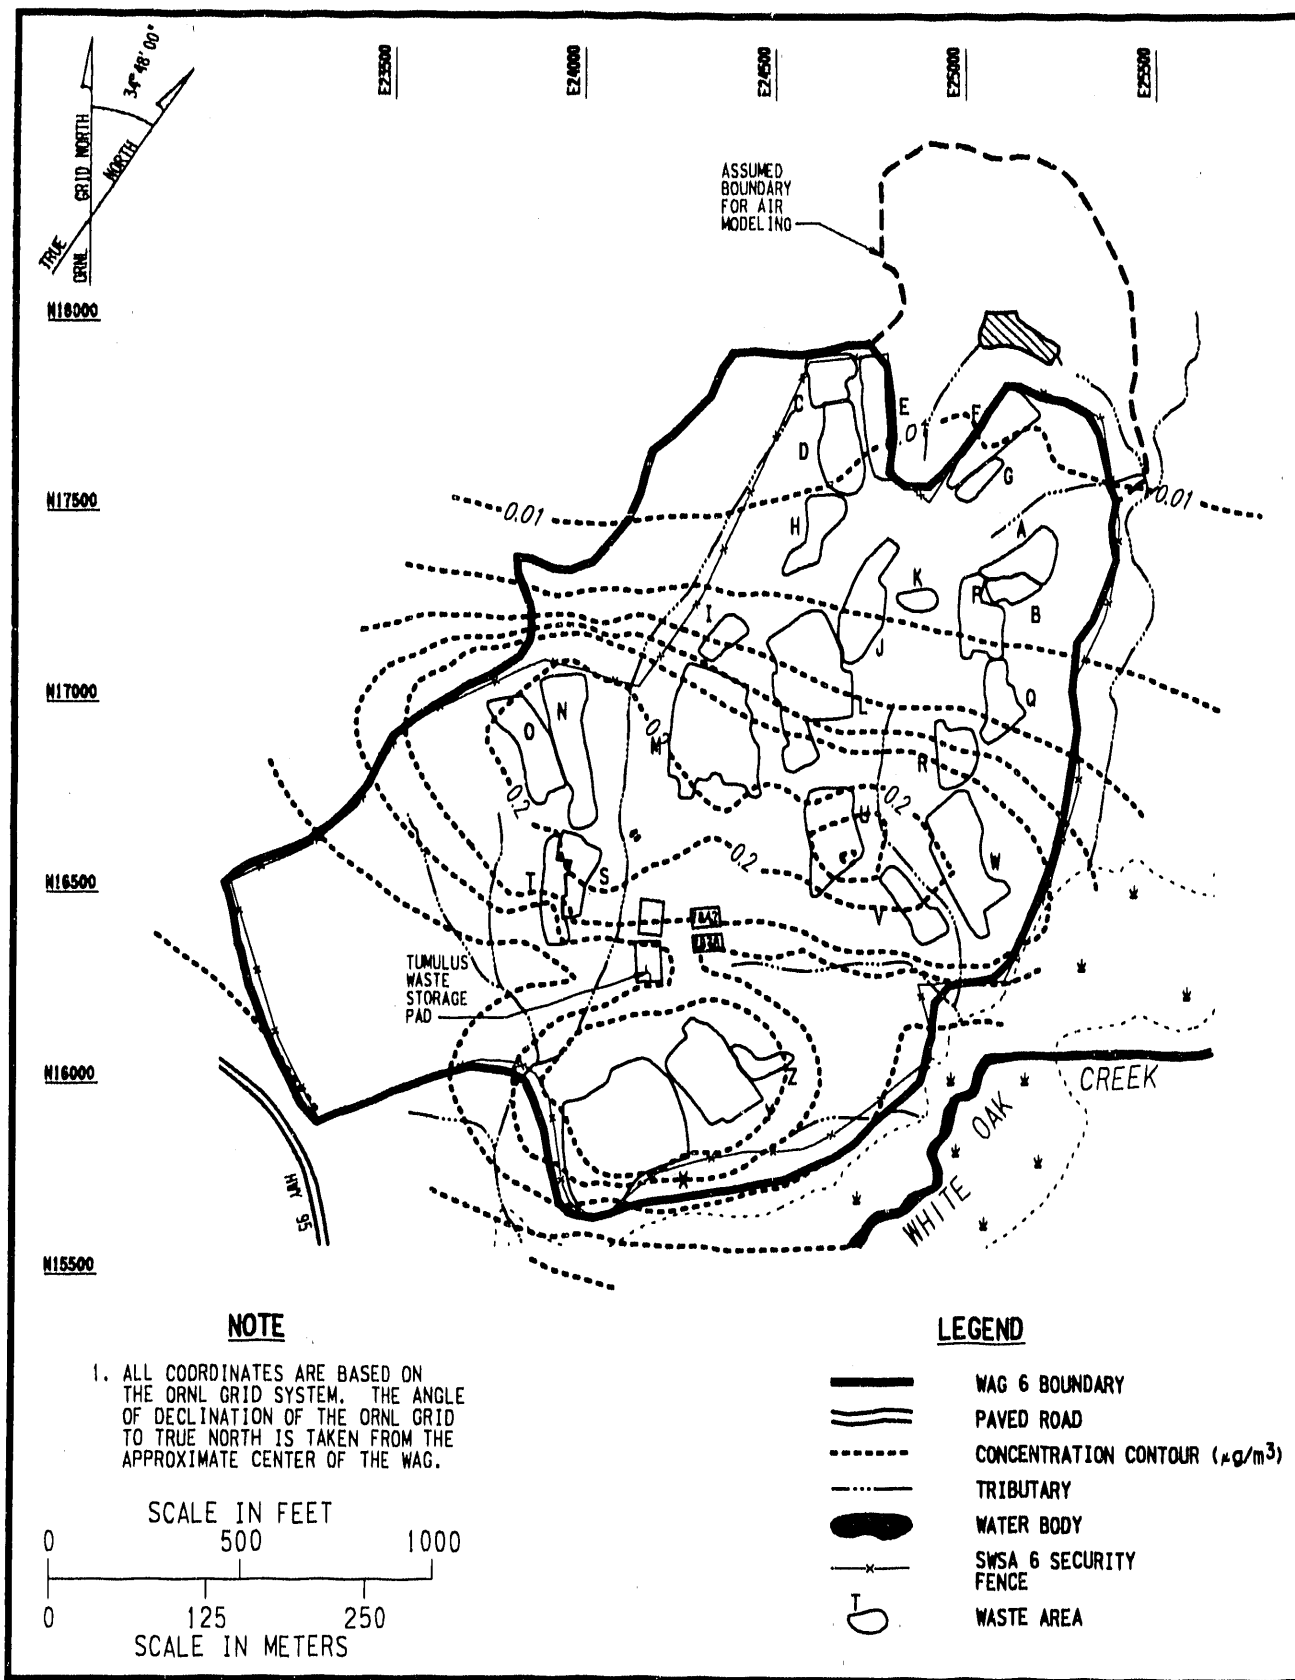 E23500
E24000
E24500
E25000
E25500
34° 48' 00"
GRID NORTH
NORTH
TRUE
ORNL
ASSUMED
BOUNDARY
FOR AIR
MODELING
N18000
N17500
N17000
N16500
N16000
N15500
C
E
F
D
.01
G
0.01
0.01
H
A
K
I
B
J
N
L
Q
O
M
R
0.2
0.2
U
0.2
W
T
S
V
TUMULUS
WASTE
STORAGE
PAD
Z
CREEK
OAK
WHITE
HWY 95
NOTE
1. ALL COORDINATES ARE BASED ON
THE ORNL GRID SYSTEM. THE ANGLE
OF DECLINATION OF THE ORNL GRID
TO TRUE NORTH IS TAKEN FROM THE
APPROXIMATE CENTER OF THE WAG.
SCALE IN FEET
0 500 1000
0 125 250
SCALE IN METERS
LEGEND
WAG 6 BOUNDARY
PAVED ROAD
CONCENTRATION CONTOUR (μg/m³)
TRIBUTARY
WATER BODY
SWSA 6 SECURITY
FENCE
T
WASTE AREA